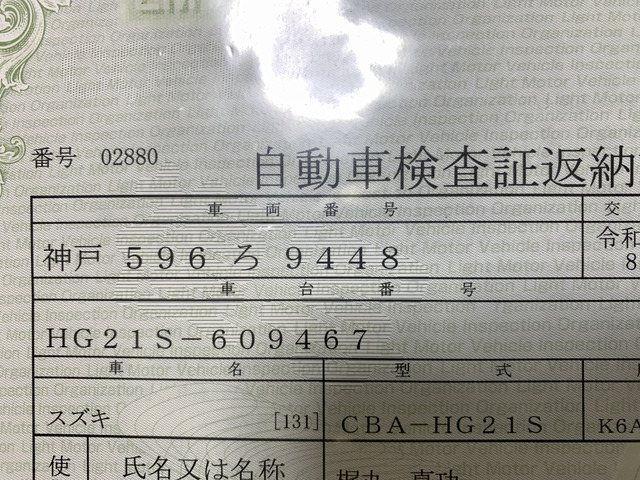 番号 02880
自動車検査証返納
車両番号 交
神戸 596 ろ 9448 令和
8
車台番号
HG21S-609467
車名 型式
スズキ [131] CBA-HG21S K6A
使 氏名又は名称